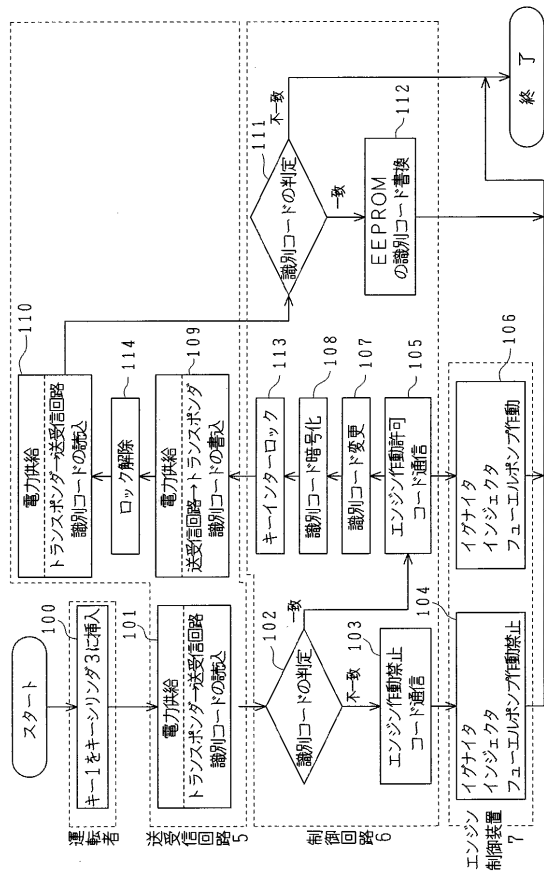 スタート
100
キー1をキーシリンダ3に挿入
運転者
101
電力供給
トランスポンダ→送受信回路
識別コードの読込
送受信回路5
102
識別コードの判定
一致
不一致
103
エンジン作動禁止
コード通信
制御回路6
104
イグナイタ
インジェクタ
フューエルポンプ作動禁止
エンジン
制御装置
7
105
エンジン作動許可
コード通信
106
イグナイタ
インジェクタ
フューエルポンプ作動
107
識別コード変更
108
識別コード暗号化
113
キーインターロック
109
電力供給
送受信回路→トランスポンダ
識別コードの書込
114
ロック解除
110
電力供給
トランスポンダ→送受信回路
識別コードの読込
111
識別コードの判定
不一致
一致
112
EEPROM
の識別コード書換
終了